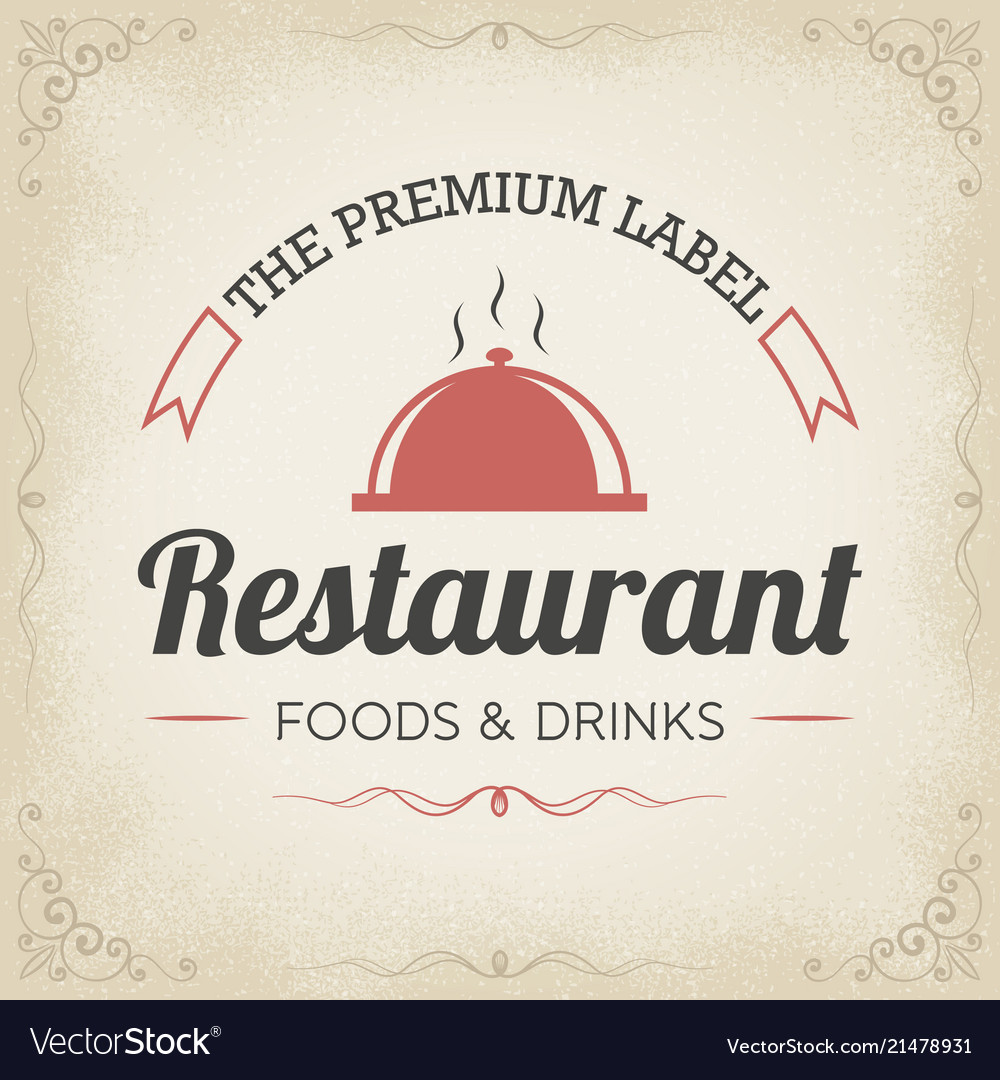 THE PREMIUM LABEL
Restaurant
FOODS & DRINKS
VectorStock®
VectorStock.com/21478931